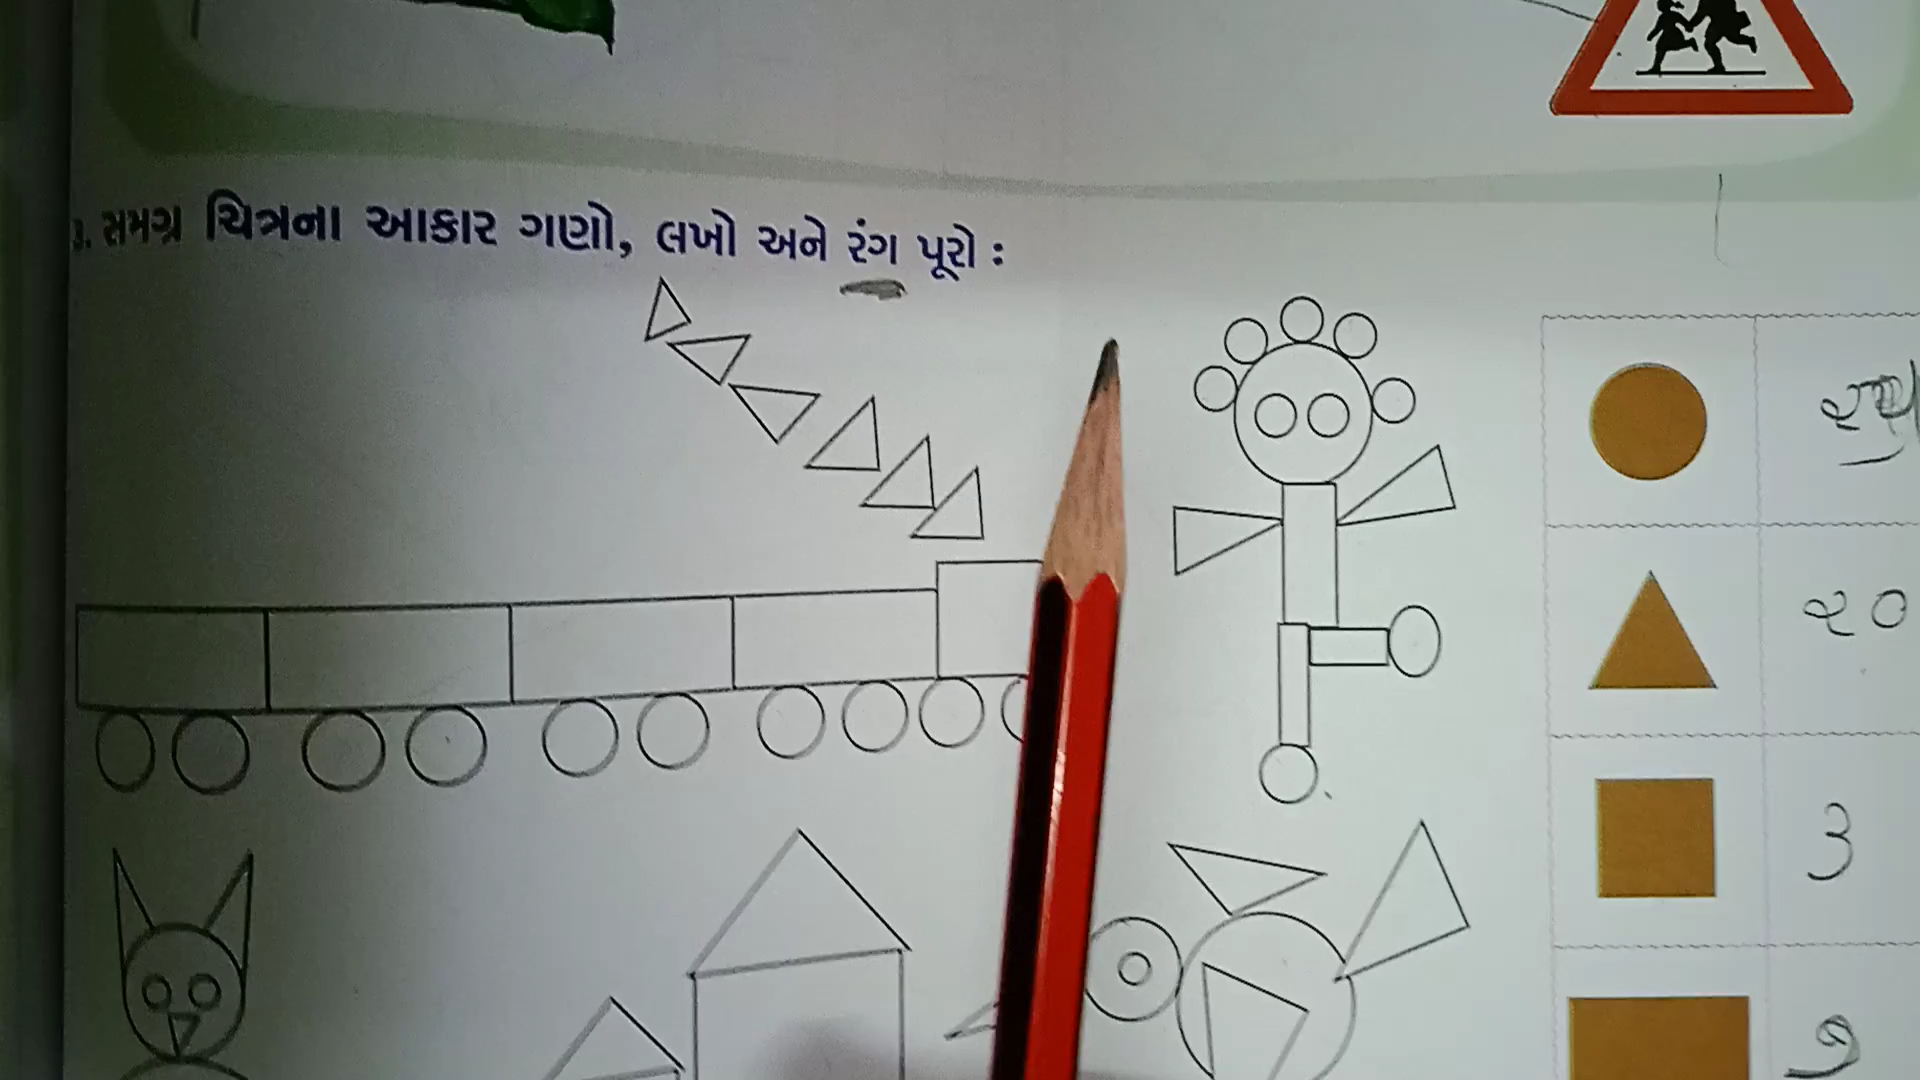 3. સમગ્ર ચિત્રના આકાર ગણો, લખો અને રંગ પૂરો :
૨૦
૩